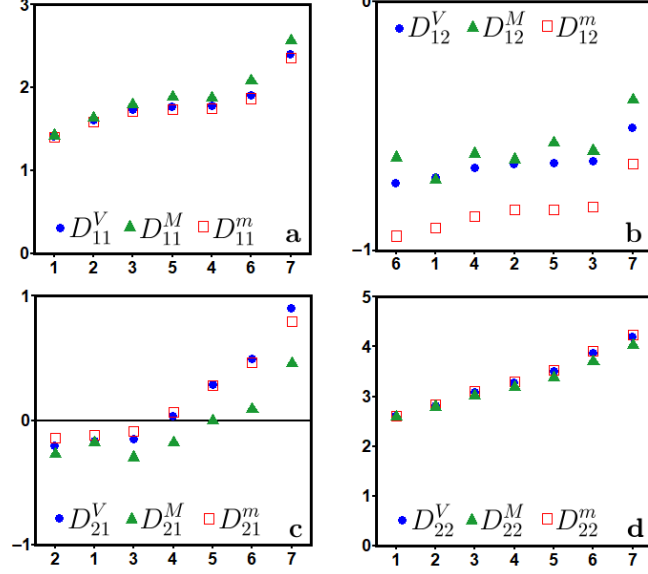 3
2
1
0
D_{11}^{V} D_{11}^{M} D_{11}^{m} a
1 2 3 5 4 6 7
0
D_{12}^{V} D_{12}^{M} D_{12}^{m}
b
−1
6 1 4 2 5 3 7
1
0
D_{21}^{V} D_{21}^{M} D_{21}^{m} c
−1
2 1 3 4 5 6 7
5
4
3
2
1
D_{22}^{V} D_{22}^{M} D_{22}^{m} d
0
1 2 3 4 5 6 7